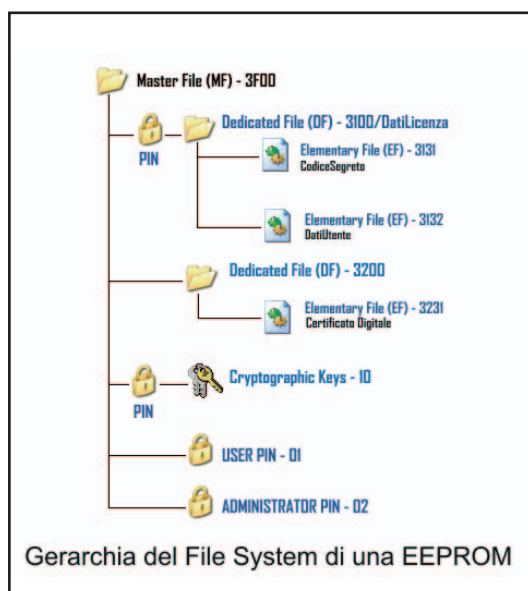 Master File (MF) - 3F00
PIN
Dedicated File (DF) - 3100/DatiLicenza
Elementary File (EF) - 3131
CodiceSegreto
Elementary File (EF) - 3132
DatiUtente
Dedicated File (DF) - 3200
Elementary File (EF) - 3231
Certificato Digitale
PIN
Cryptographic Keys - 10
USER PIN - 01
ADMINISTRATOR PIN - 02
Gerarchia del File System di una EEPROM